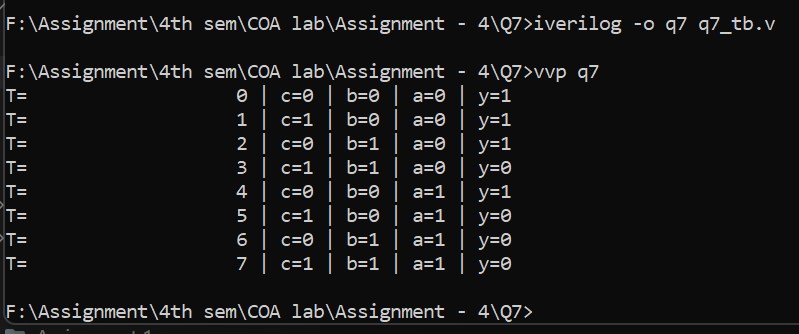 F:\Assignment\4th sem\COA lab\Assignment - 4\Q7>iverilog -o q7 q7_tb.v
F:\Assignment\4th sem\COA lab\Assignment - 4\Q7>vvp q7
T=                   0 | c=0 | b=0 | a=0 | y=1
T=                   1 | c=1 | b=0 | a=0 | y=1
T=                   2 | c=0 | b=1 | a=0 | y=1
T=                   3 | c=1 | b=1 | a=0 | y=0
T=                   4 | c=0 | b=0 | a=1 | y=1
T=                   5 | c=1 | b=0 | a=1 | y=0
T=                   6 | c=0 | b=1 | a=1 | y=0
T=                   7 | c=1 | b=1 | a=1 | y=0
F:\Assignment\4th sem\COA lab\Assignment - 4\Q7>